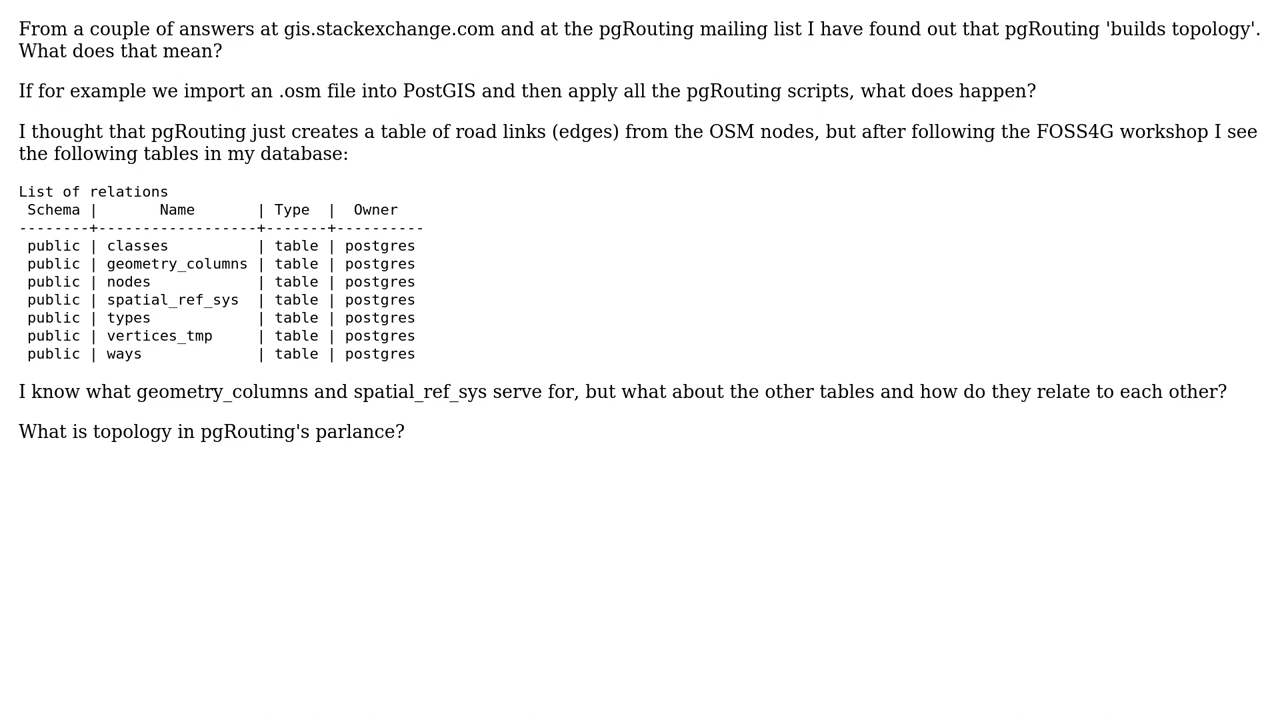 From a couple of answers at gis.stackexchange.com and at the pgRouting mailing list I have found out that pgRouting 'builds topology'.
What does that mean?
If for example we import an .osm file into PostGIS and then apply all the pgRouting scripts, what does happen?
I thought that pgRouting just creates a table of road links (edges) from the OSM nodes, but after following the FOSS4G workshop I see
the following tables in my database:
List of relations
 Schema |       Name       | Type  |  Owner
--------+------------------+-------+----------
 public | classes          | table | postgres
 public | geometry_columns | table | postgres
 public | nodes            | table | postgres
 public | spatial_ref_sys  | table | postgres
 public | types            | table | postgres
 public | vertices_tmp     | table | postgres
 public | ways             | table | postgres
I know what geometry_columns and spatial_ref_sys serve for, but what about the other tables and how do they relate to each other?
What is topology in pgRouting's parlance?